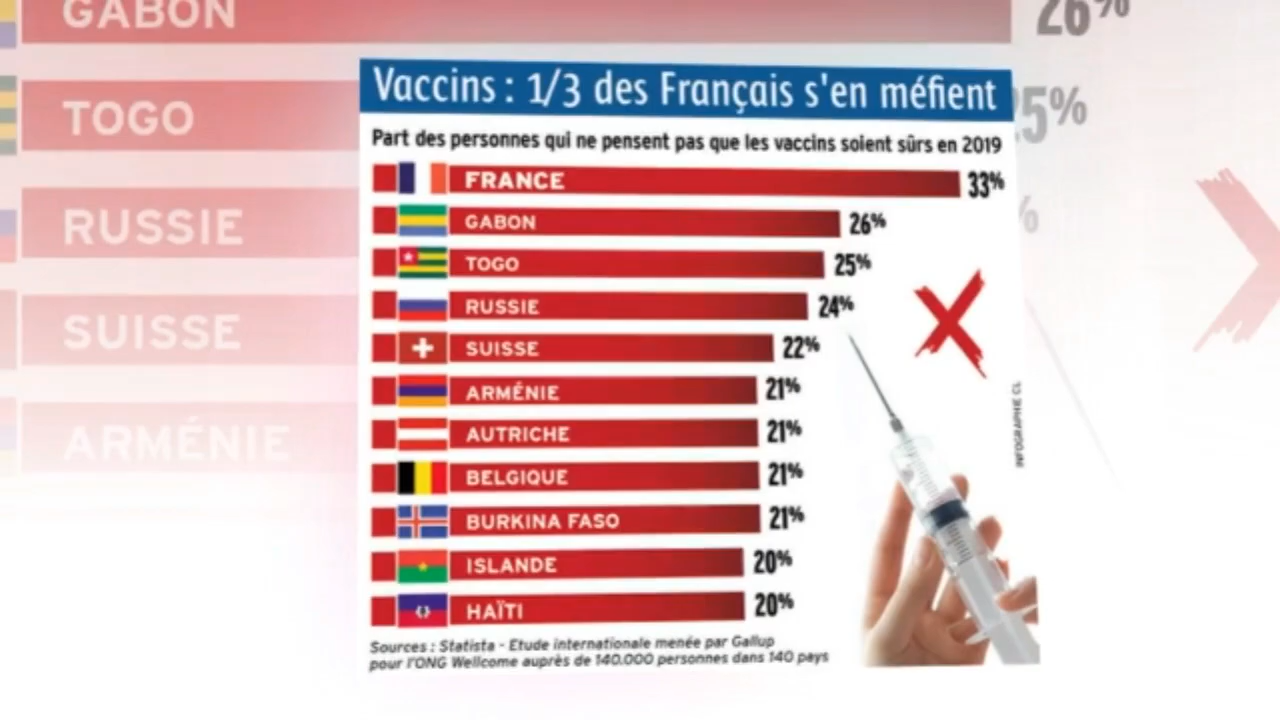 GABON
26%
TOGO
25%
RUSSIE
%
SUISSE
ARMÉNIE
Vaccins : 1/3 des Français s'en méfient
Part des personnes qui ne pensent pas que les vaccins soient sûrs en 2019
FRANCE 33%
GABON 26%
TOGO 25%
RUSSIE 24%
SUISSE 22%
ARMÉNIE 21%
AUTRICHE 21%
BELGIQUE 21%
BURKINA FASO 21%
ISLANDE 20%
HAÏTI 20%
INFOGRAPHIE CL
Sources : Statista - Etude internationale menée par Gallup
pour l'ONG Wellcome auprès de 140.000 personnes dans 140 pays